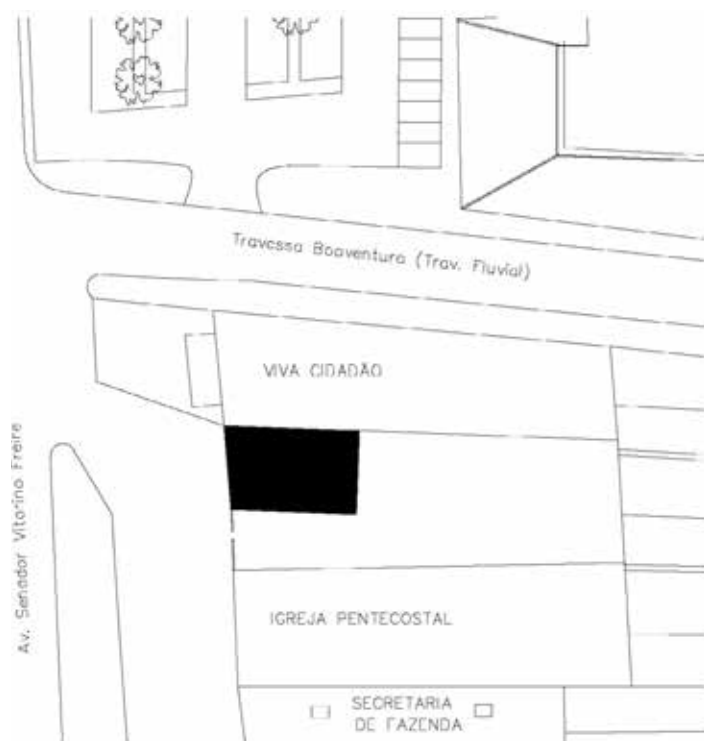 Travessa Boaventura (Trav. Fluvial)
VIVA CIDADÃO
Av. Senador Vitorino Freire
IGREJA PENTECOSTAL
SECRETARIA
DE FAZENDA